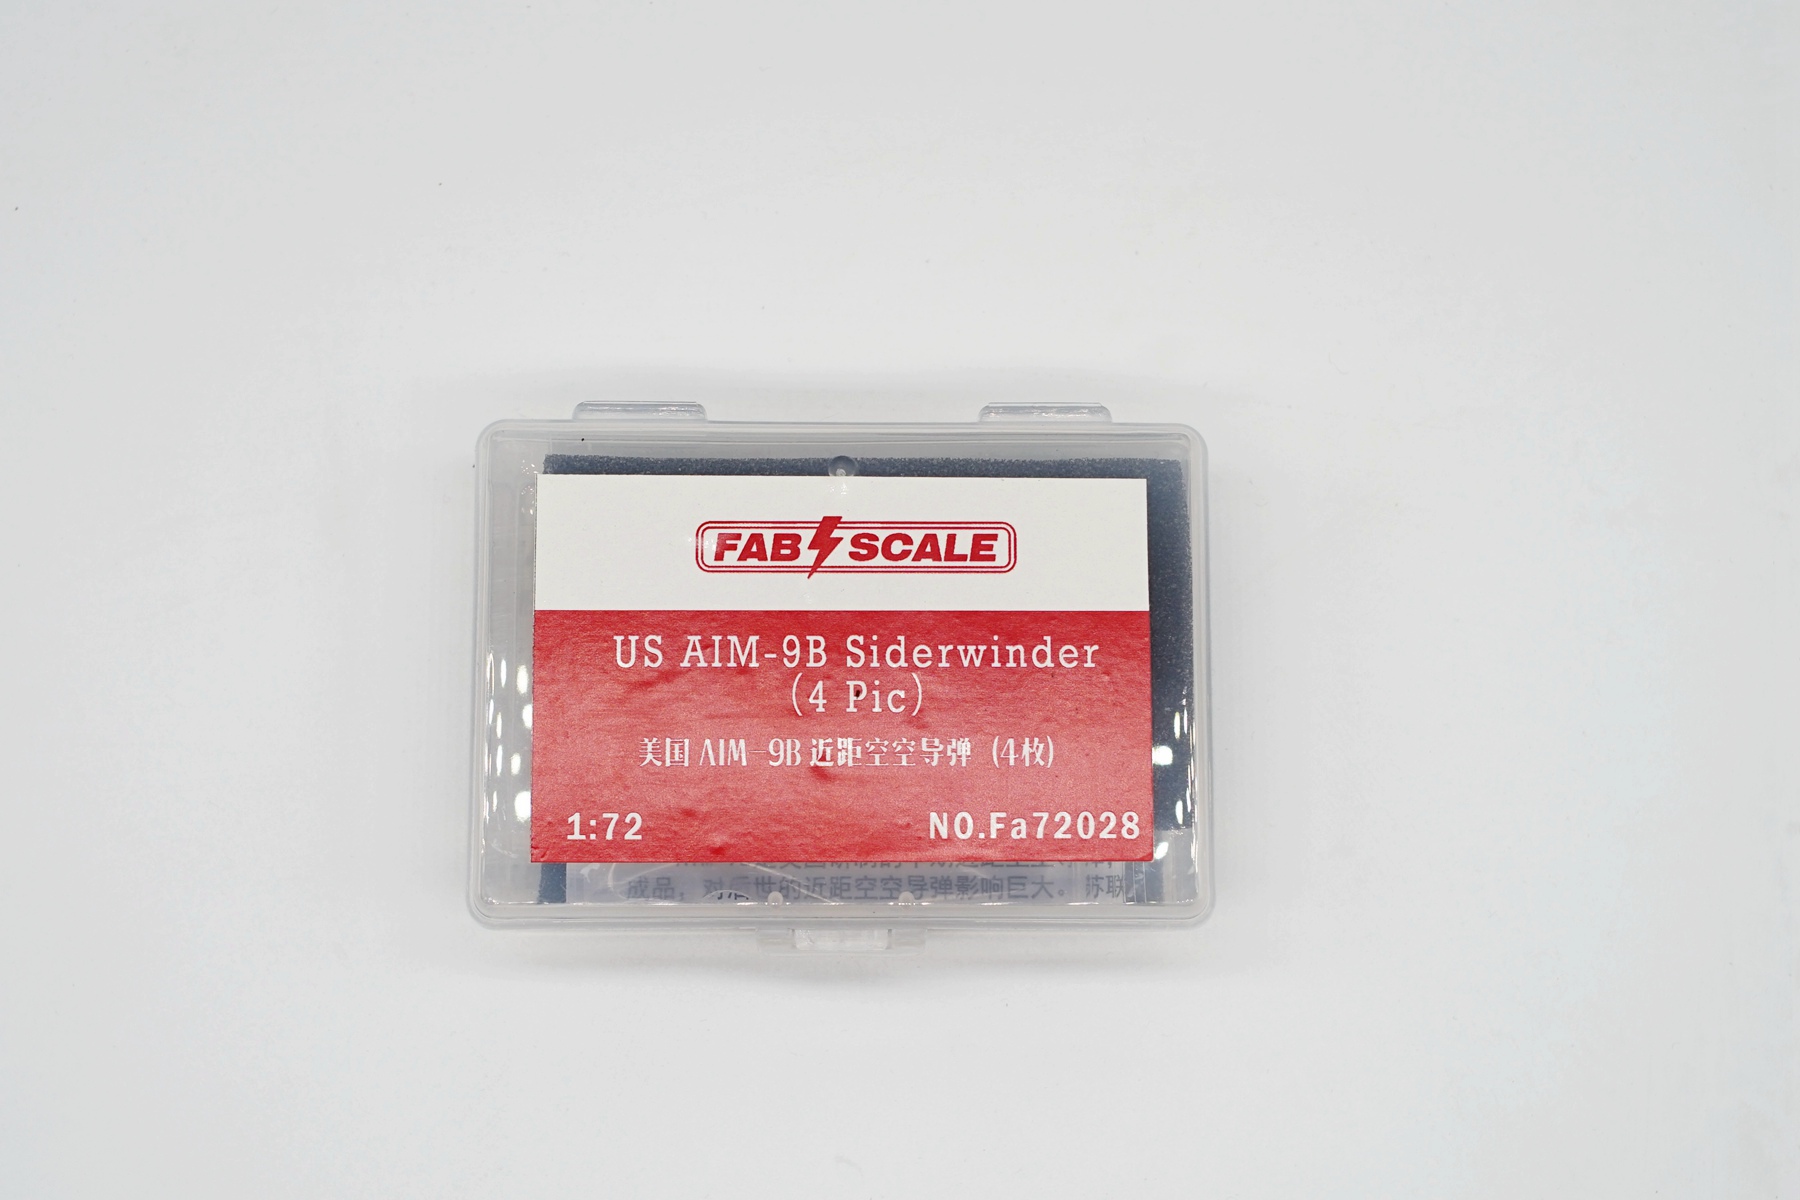 FAB SCALE
US AIM-9B Siderwinder
(4 Pic)
美国 AIM-9B 近距空空导弹 (4枚)
1:72
NO.Fa72028
成品，对后世的近距空空导弹影响巨大。苏联